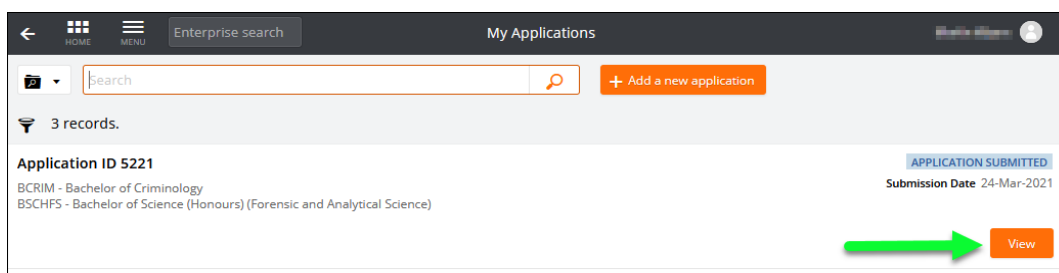 HOME
MENU
Enterprise search
My Applications
Search
+ Add a new application
3 records.
Application ID 5221
APPLICATION SUBMITTED
BCRIM - Bachelor of Criminology
Submission Date 24-Mar-2021
BSCHFS - Bachelor of Science (Honours) (Forensic and Analytical Science)
View